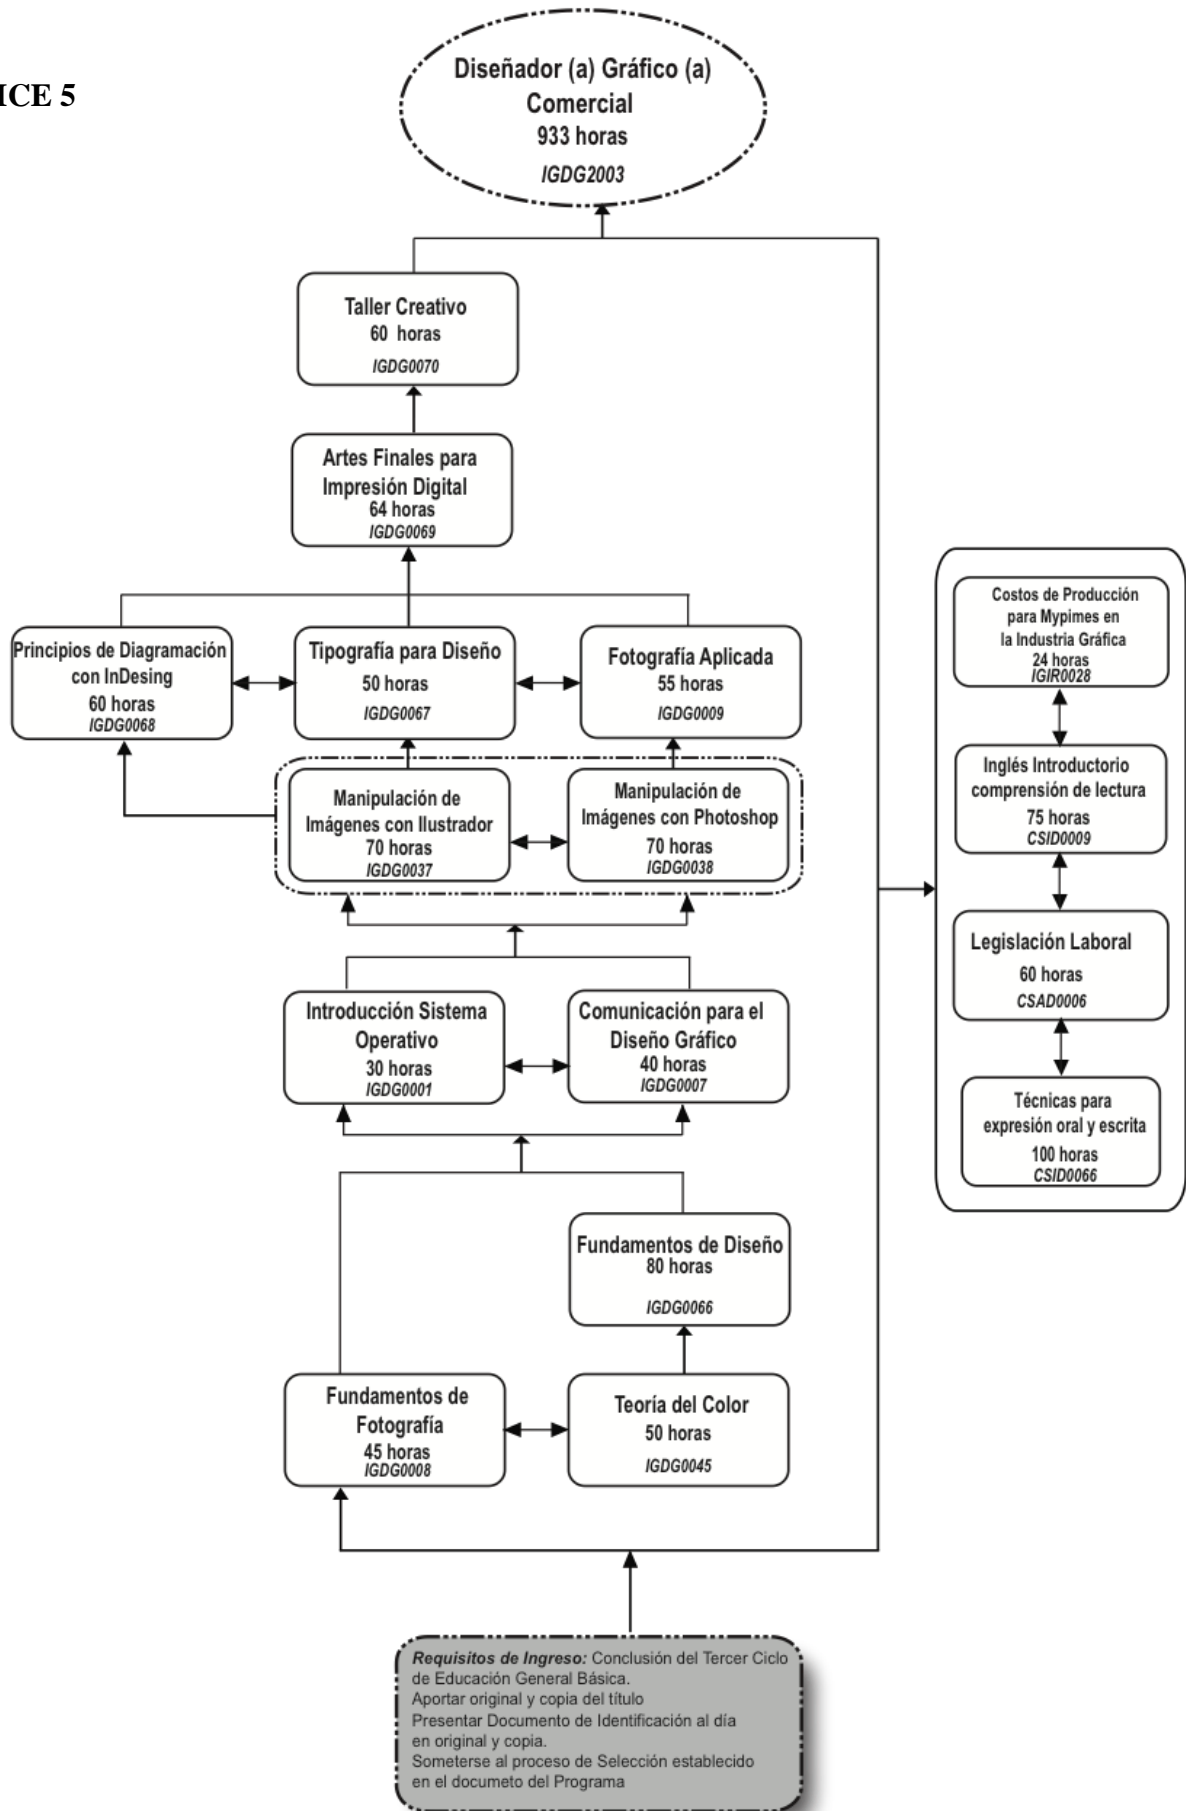 ICE 5
Diseñador (a) Gráfico (a)
Comercial
933 horas
IGDG2003
Taller Creativo
60 horas
IGDG0070
Artes Finales para
Impresión Digital
64 horas
IGDG0069
Principios de Diagramación
con InDesing
60 horas
IGDG0068
Tipografía para Diseño
50 horas
IGDG0067
Fotografía Aplicada
55 horas
IGDG0009
Manipulación de
Imágenes con Ilustrador
70 horas
IGDG0037
Manipulación de
Imágenes con Photoshop
70 horas
IGDG0038
Introducción Sistema
Operativo
30 horas
IGDG0001
Comunicación para el
Diseño Gráfico
40 horas
IGDG0007
Fundamentos de Diseño
80 horas
IGDG0066
Fundamentos de
Fotografía
45 horas
IGDG0008
Teoría del Color
50 horas
IGDG0045
Costos de Producción
para Mypimes en
la Industria Gráfica
24 horas
IGIR0028
Inglés Introductorio
comprensión de lectura
75 horas
CSID0009
Legislación Laboral
60 horas
CSAD0006
Técnicas para
expresión oral y escrita
100 horas
CSID0066
Requisitos de Ingreso: Conclusión del Tercer Ciclo
de Educación General Básica.
Aportar original y copia del título
Presentar Documento de Identificación al día
en original y copia.
Someterse al proceso de Selección establecido
en el documeto del Programa